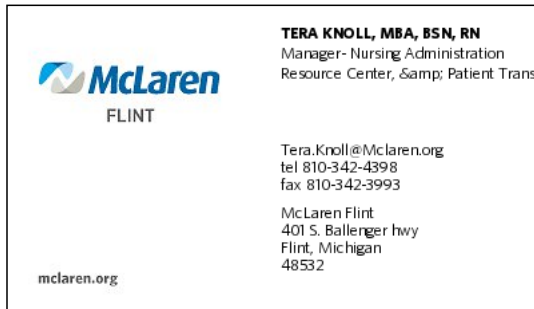 McLaren
FLINT
mclaren.org
TERA KNOLL, MBA, BSN, RN
Manager- Nursing Administration
Resource Center, &amp; Patient Trans
Tera.Knoll@Mclaren.org
tel 810-342-4398
fax 810-342-3993
McLaren Flint
401 S. Ballenger hwy
Flint, Michigan
48532